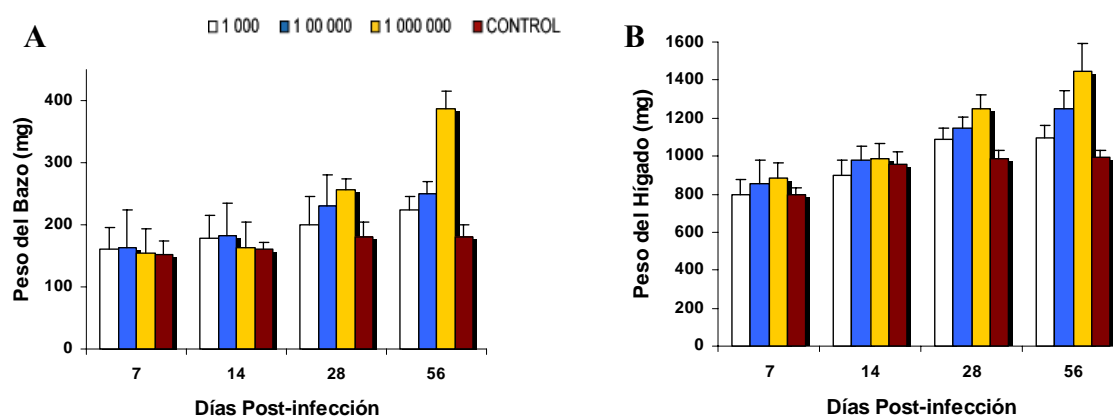 A
1 000 1 00 000 1 000 000 CONTROL
Peso del Bazo (mg)
400
300
200
100
0
7 14 28 56
Días Post-infección
B
Peso del Hígado (mg)
1600
1400
1200
1000
800
600
400
200
0
7 14 28 56
Días Post-infección